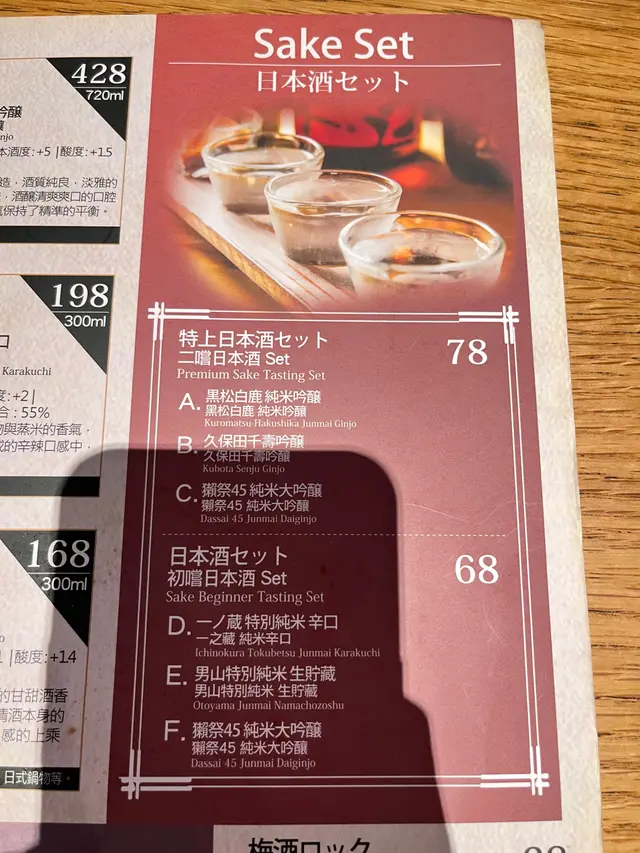 428
720ml
吟醸
njo
本酒度:+5 | 酸度:+1.5
造，酒質純良，淡雅的
，酒釀清爽爽口的口腔
保持了精準的平衡。
198
300ml
口
Karakuchi
度:+2 |
合:55%
物與蒸米的香氣，
的辛辣口感中，
168
300ml
| 酸度:+1.4
的甘甜酒香
清酒本身的
感的上乘
日式鍋物等。
Sake Set
日本酒セット
特上日本酒セット
78
二嚐日本酒 Set
Premium Sake Tasting Set
A. 黒松白鹿 純米吟醸
黑松白鹿 純米吟釀
Kuromatsu Hakushika Junmai Ginjo
B. 久保田千壽吟醸
久保田千壽吟釀
Kubota Senju Ginjo
C. 獺祭45 純米大吟醸
獺祭45 純米大吟釀
Dassai 45 Junmai Daiginjo
日本酒セット
68
初嚐日本酒 Set
Sake Beginner Tasting Set
D. 一ノ蔵 特別純米 辛口
一之藏 純米辛口
Ichinokura Tokubetsu Junmai Karakuchi
E. 男山特別純米 生貯蔵
男山特別純米 生貯藏
Otoyama Junmai Namachozoshu
F. 獺祭45 純米大吟醸
獺祭45 純米大吟釀
Dassai 45 Junmai Daiginjo
梅酒ロック